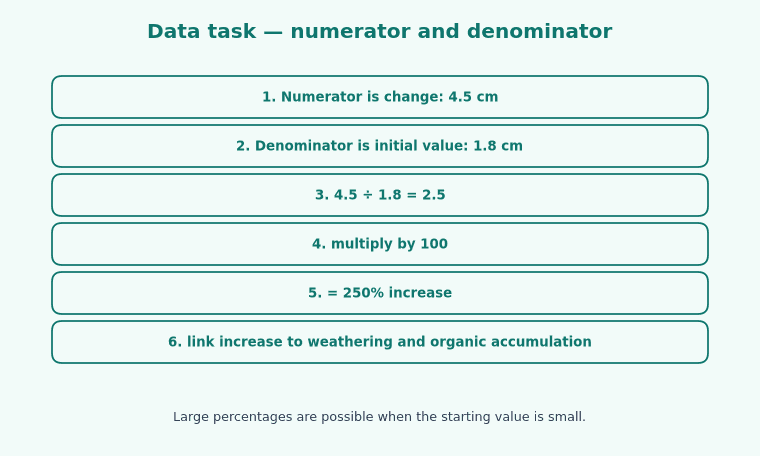 Data task — numerator and denominator
1. Numerator is change: 4.5 cm
2. Denominator is initial value: 1.8 cm
3. 4.5 ÷ 1.8 = 2.5
4. multiply by 100
5. = 250% increase
6. link increase to weathering and organic accumulation
Large percentages are possible when the starting value is small.